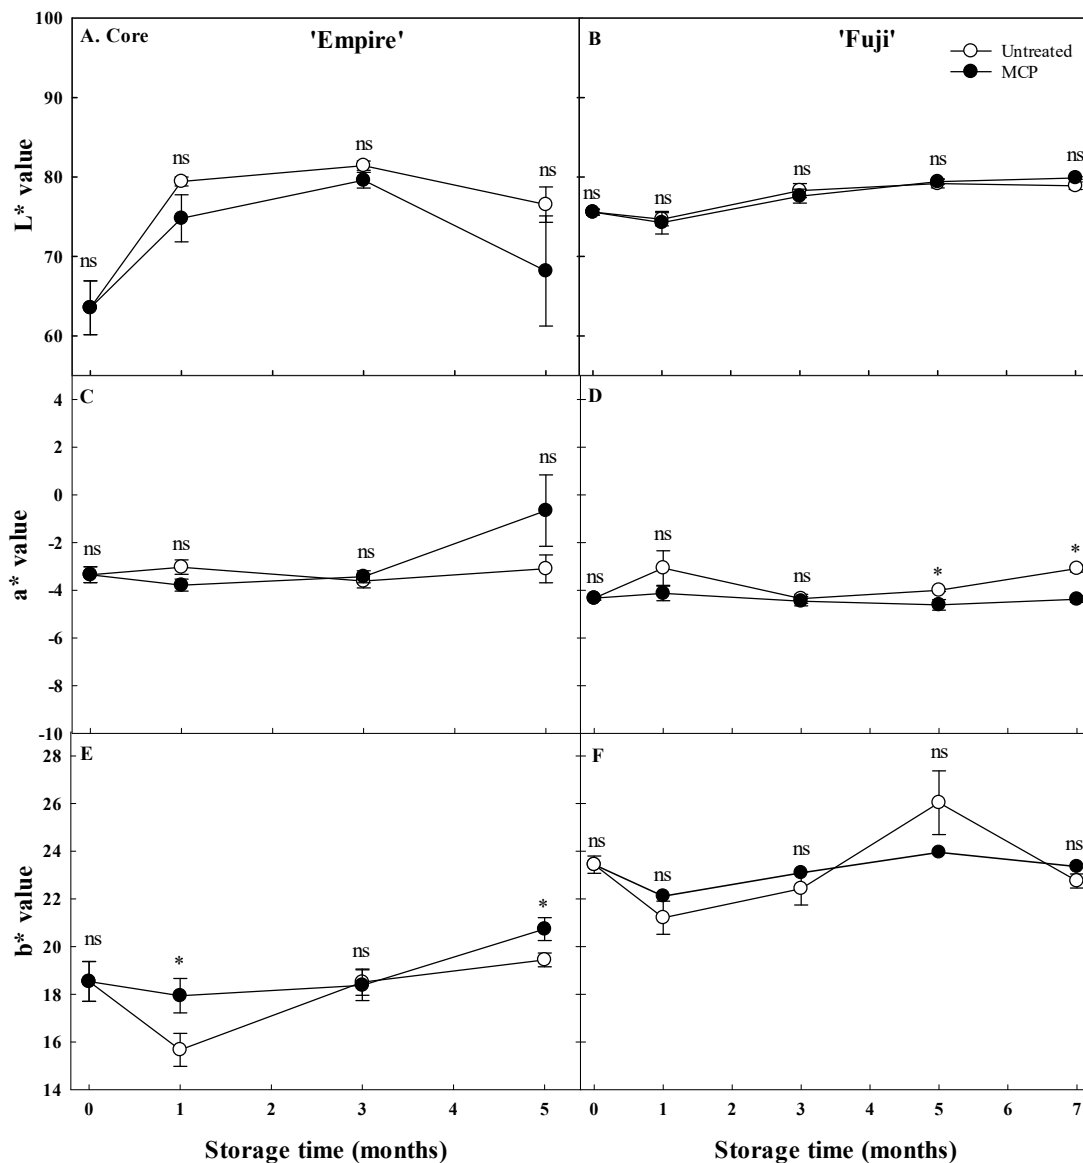 A. Core
'Empire'
B
'Fuji'
Untreated
MCP
100
90
80
70
60
L* value
ns
ns
ns
ns
ns
ns
ns
ns
ns
C
D
4
2
0
-2
-4
-6
-8
-10
a* value
ns
ns
ns
ns
ns
ns
ns
*
*
E
F
28
26
24
22
20
18
16
14
b* value
ns
*
ns
*
ns
ns
ns
ns
ns
0 1 2 3 4 5
0 1 2 3 4 5 6 7
Storage time (months)
Storage time (months)